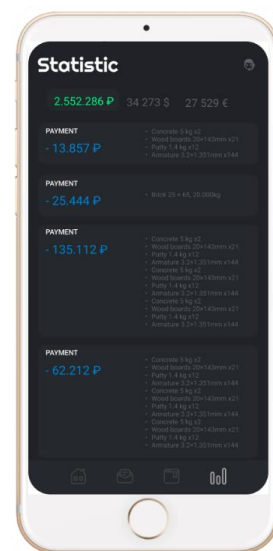 Statistic
2.552.286 ₽ 34 273 $ 27 529 €
PAYMENT
- 13.857 ₽
- Concrete 5 kg x2
- Wood boards 20×143mm x21
- Putty 1.4 kg x12
- Armature 3.2×1.351mm x144
PAYMENT
- 25.444 ₽
- Brick 25 × 65, 20.000kg
PAYMENT
- 135.112 ₽
- Concrete 5 kg x2
- Wood boards 20×143mm x21
- Putty 1.4 kg x12
- Armature 3.2×1.351mm x144
- Concrete 5 kg x2
- Wood boards 20×143mm x21
- Putty 1.4 kg x12
- Armature 3.2×1.351mm x144
- Concrete 5 kg x2
- Wood boards 20×143mm x21
- Putty 1.4 kg x12
- Armature 3.2×1.351mm x144
PAYMENT
- 62.212 ₽
- Concrete 5 kg x2
- Wood boards 20×143mm x21
- Putty 1.4 kg x12
- Armature 3.2×1.351mm x144
- Concrete 5 kg x2
- Wood boards 20×143mm x21
- Putty 1.4 kg x12
- Armature 3.2×1.351mm x144
- Concrete 5 kg x2
- Wood boards 20×143mm x21
- Putty 1.4 kg x12
- Armature 3.2×1.351mm x144